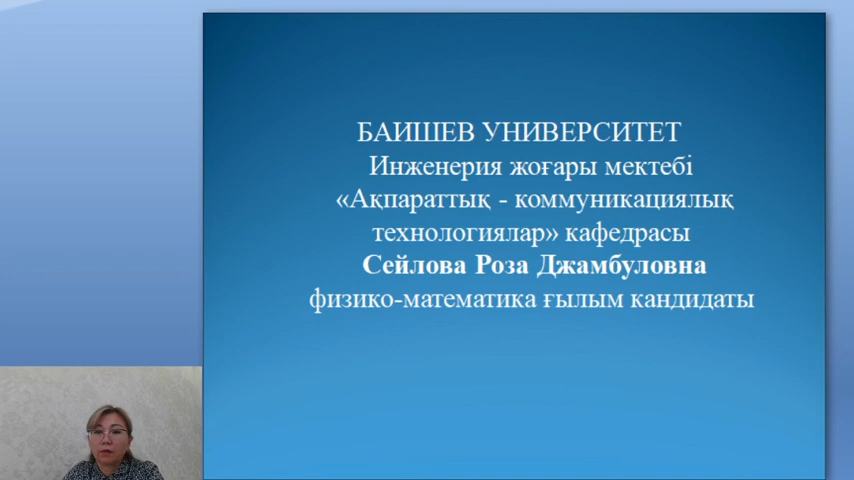 БАИШЕВ УНИВЕРСИТЕТ
Инженерия жоғары мектебі
«Ақпараттық - коммуникациялық
технологиялар» кафедрасы
Сейлова Роза Джамбуловна
физико-математика ғылым кандидаты